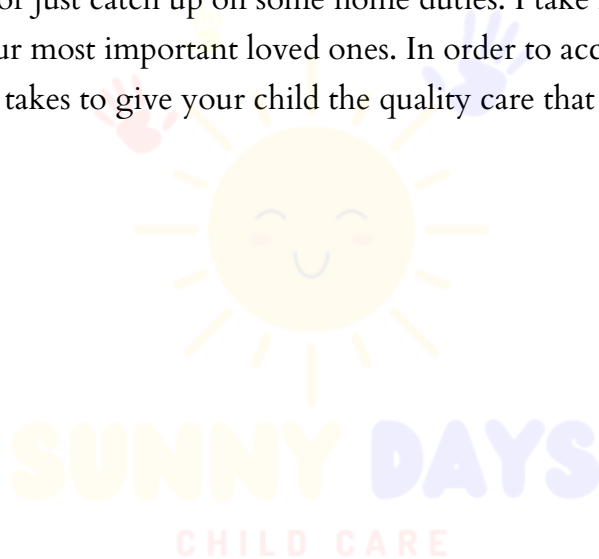 or just catch up on some home duties. I take
ur most important loved ones. In order to acc
takes to give your child the quality care that
SUNNY DAYS
CHILD CARE